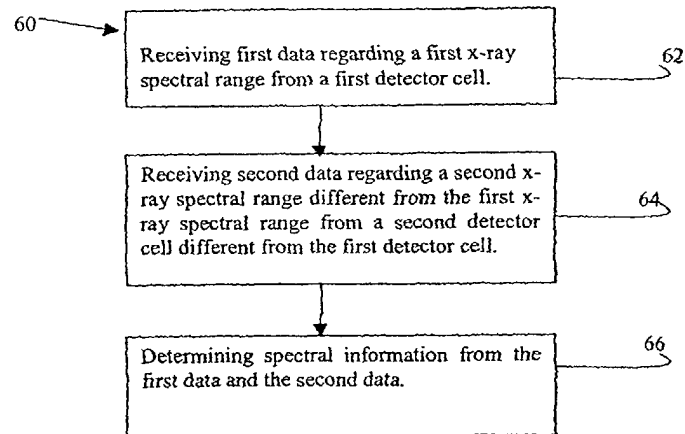 60
Receiving first data regarding a first x-ray
spectral range from a first detector cell.
62
Receiving second data regarding a second x-
ray spectral range different from the first x-
ray spectral range from a second detector
cell different from the first detector cell.
64
Determining spectral information from the
first data and the second data.
66